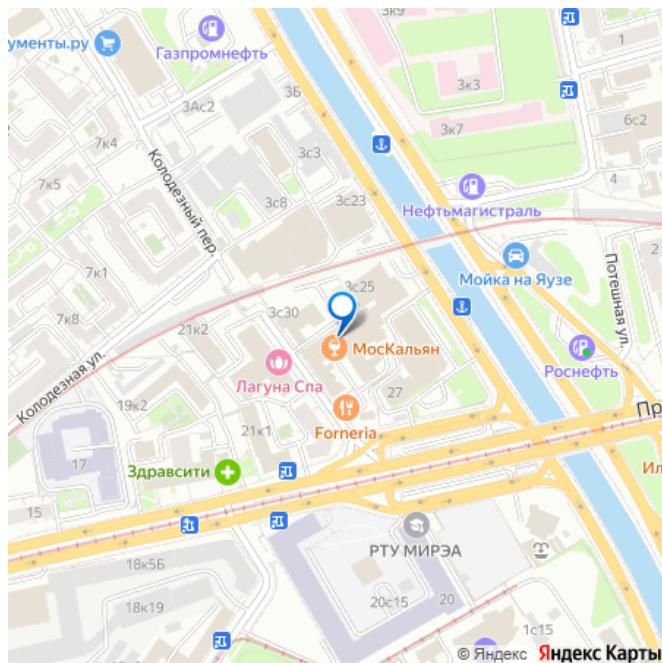 3к9
1
ументы.ру
Газпромнефть
3к3
3Б
3Ас2
6с2
7к4
3к7
3с3
Колодезный пер.
7к5
4
3с8
3с23
Нефтьмагистраль
7к1
2
Мойка на Яузе
Потешная ул.
3с25
3с30
7к8
21к2
МосКальян
Колодезная ул.
Лагуна Спа
Роснефть
27
19к2
Пр
Forneria
21к1
17
Здравсити
Ил
15
РТУ МИРЭА
18к5Б
20с15
20
18к19
1с15
© Яндекс Яндекс Карты